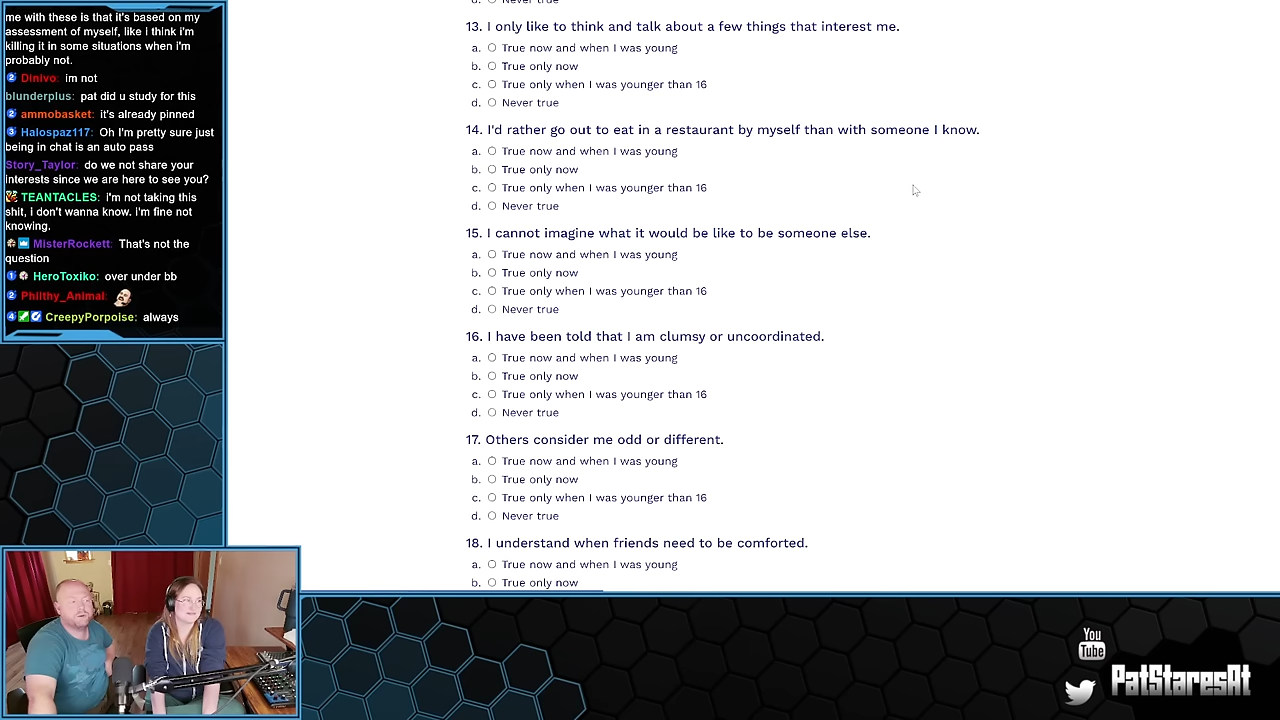 me with these is that it's based on my
assessment of myself, like I think i'm
killing it in some situations when i'm
probably not.
2 Dinivo: im not
blunderplus: pat did u study for this
2 ammobasket: it's already pinned
3 Halospaz117: Oh I'm pretty sure just
being in chat is an auto pass
Story_Taylor: do we not share your
interests since we are here to see you?
TEANTACLES: i'm not taking this
shit, i don't wanna know. i'm fine not
knowing.
MisterRockett: That's not the
question
1 HeroToxiko: over under bb
2 Philthy_Animal:
4 CreepyPorpoise: always
13. I only like to think and talk about a few things that interest me.
a. True now and when I was young
b. True only now
c. True only when I was younger than 16
d. Never true
14. I'd rather go out to eat in a restaurant by myself than with someone I know.
a. True now and when I was young
b. True only now
c. True only when I was younger than 16
d. Never true
15. I cannot imagine what it would be like to be someone else.
a. True now and when I was young
b. True only now
c. True only when I was younger than 16
d. Never true
16. I have been told that I am clumsy or uncoordinated.
a. True now and when I was young
b. True only now
c. True only when I was younger than 16
d. Never true
17. Others consider me odd or different.
a. True now and when I was young
b. True only now
c. True only when I was younger than 16
d. Never true
18. I understand when friends need to be comforted.
a. True now and when I was young
b. True only now
You
Tube
PatStaresAt